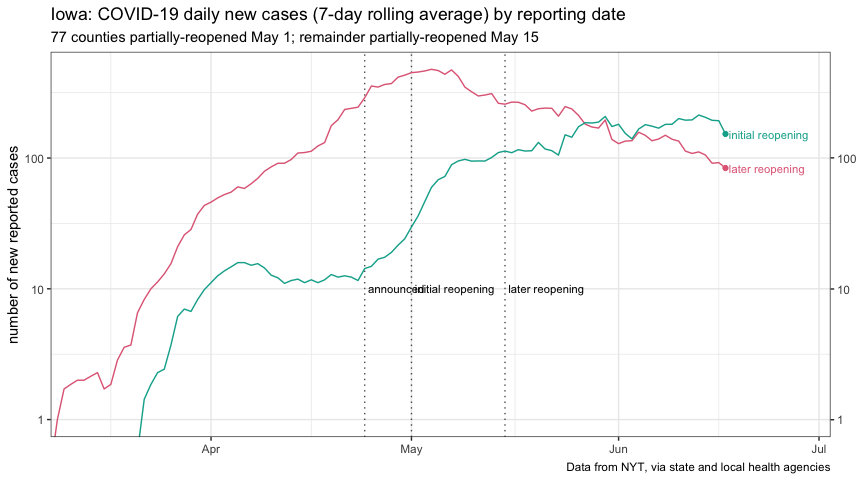 Iowa: COVID-19 daily new cases (7-day rolling average) by reporting date
77 counties partially-reopened May 1; remainder partially-reopened May 15
number of new reported cases
100
10
1
100
10
1
initial reopening
later reopening
announced
initial reopening
later reopening
Apr
May
Jun
Jul
Data from NYT, via state and local health agencies